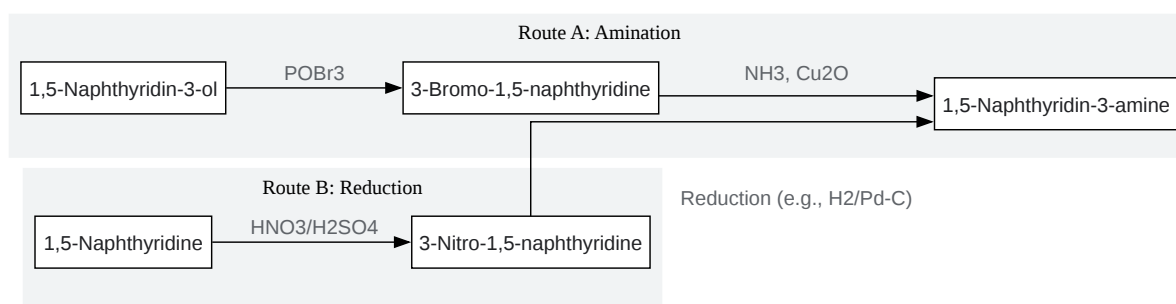 Route A: Amination
1,5-Naphthyridin-3-ol
POBr3
3-Bromo-1,5-naphthyridine
NH3, Cu2O
1,5-Naphthyridin-3-amine
Route B: Reduction
1,5-Naphthyridine
HNO3/H2SO4
3-Nitro-1,5-naphthyridine
Reduction (e.g., H2/Pd-C)